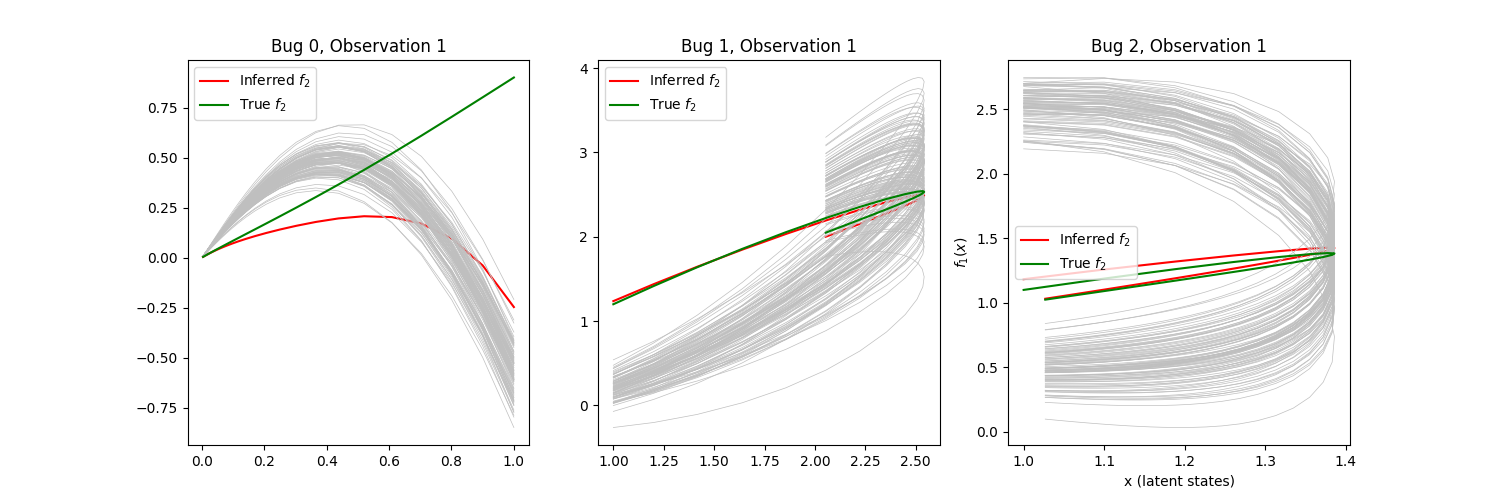 Bug 0, Observation 1
Inferred f₂
True f₂
0.75
0.50
0.25
0.00
−0.25
−0.50
−0.75
0.0 0.2 0.4 0.6 0.8 1.0
Bug 1, Observation 1
Inferred f₂
True f₂
4
3
2
1
0
1.00 1.25 1.50 1.75 2.00 2.25 2.50
Bug 2, Observation 1
Inferred f₂
True f₂
f₁(x)
2.5
2.0
1.5
1.0
0.5
0.0
1.0 1.1 1.2 1.3 1.4
x (latent states)